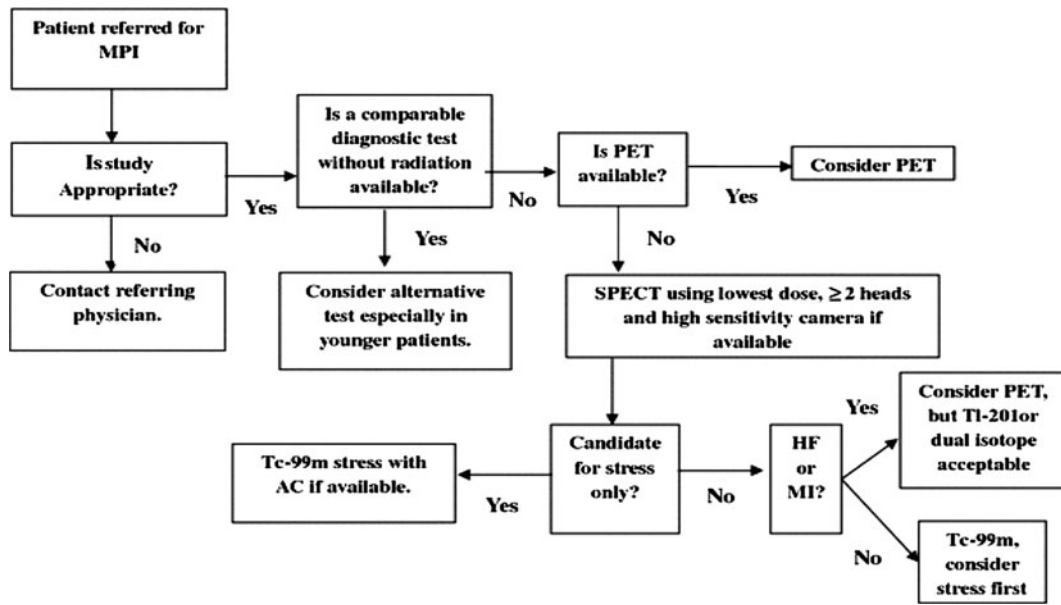 Patient referred for
MPI
Is study
Appropriate?
Yes
No
Contact referring
physician.
Is a comparable
diagnostic test
without radiation
available?
No
Yes
Consider alternative
test especially in
younger patients.
Is PET
available?
Yes
Consider PET
No
SPECT using lowest dose, ≥2 heads
and high sensitivity camera if
available
Candidate
for stress
only?
Yes
Tc-99m stress with
AC if available.
No
HF
or
MI?
Yes
Consider PET,
but Tl-201or
dual isotope
acceptable
No
Tc-99m,
consider
stress first